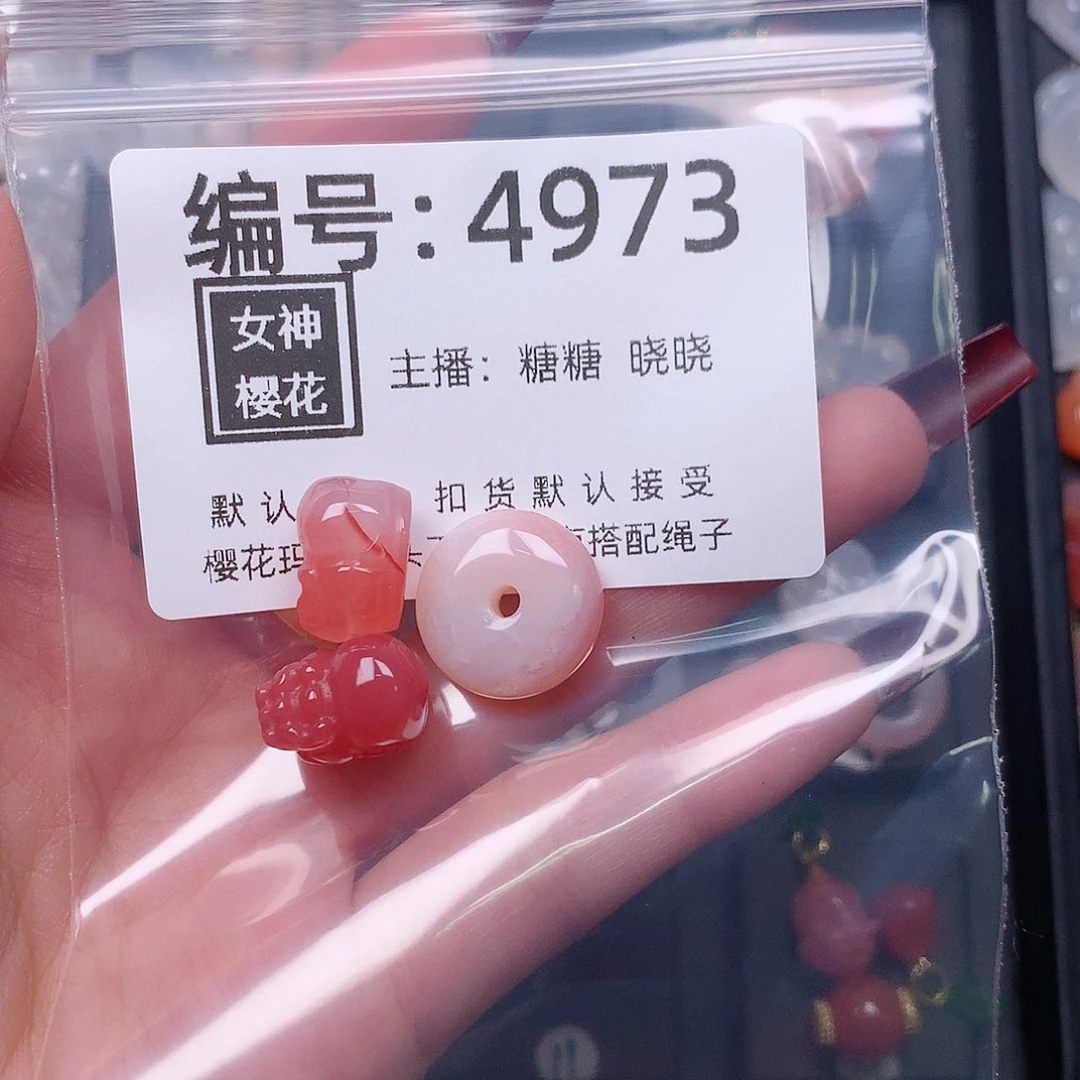 编号:4973
女神
樱花
主播: 糖糖 晓晓
默认 扣货默认接受
樱花玛 搭配绳子